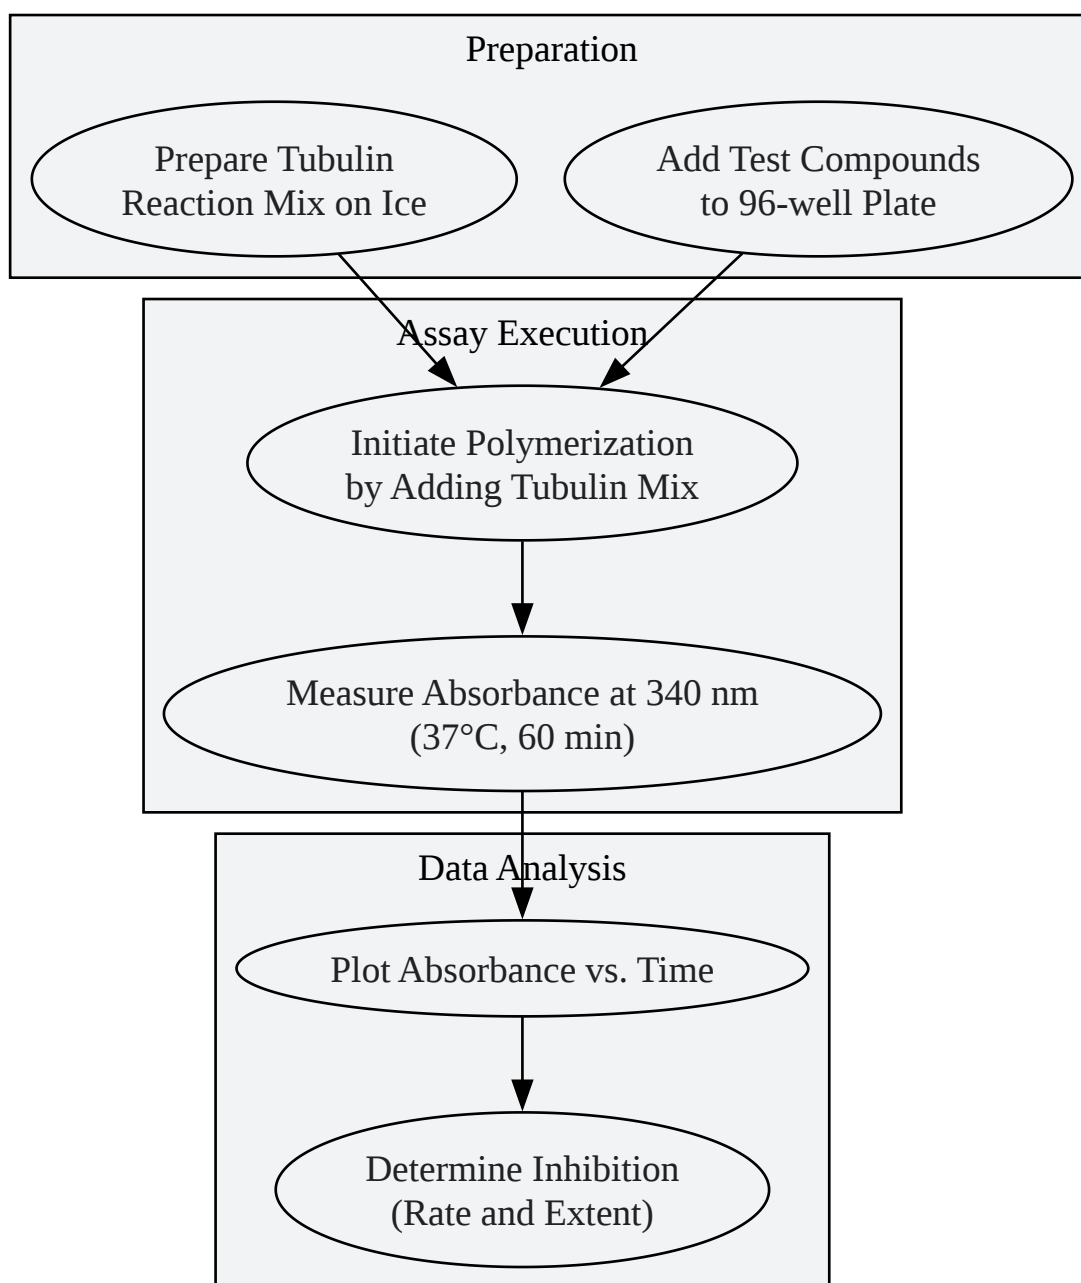 Preparation
Prepare Tubulin
Reaction Mix on Ice
Add Test Compounds
to 96-well Plate
Assay Execution
Initiate Polymerization
by Adding Tubulin Mix
Measure Absorbance at 340 nm
(37°C, 60 min)
Data Analysis
Plot Absorbance vs. Time
Determine Inhibition
(Rate and Extent)